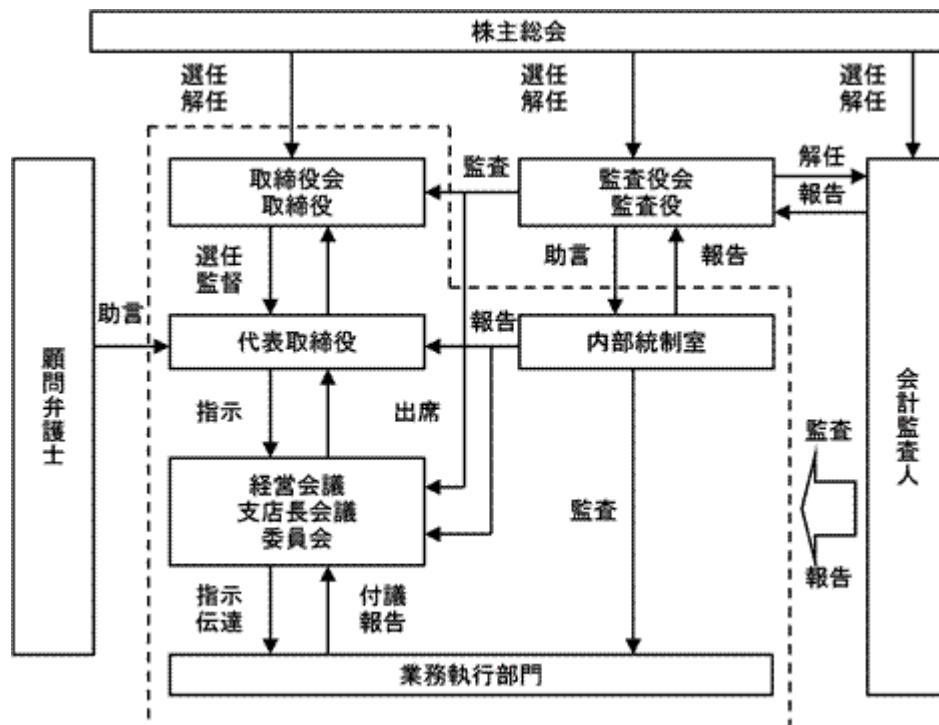 株主総会
選任
解任
選任
解任
選任
解任
取締役会
取締役
監査
監査役会
監査役
解任
報告
選任
監督
助言
報告
助言
代表取締役
報告
内部統制室
顧問弁護士
会計監査人
指示
出席
経営会議
支店長会議
委員会
監査
監査
報告
指示
伝達
付議
報告
業務執行部門